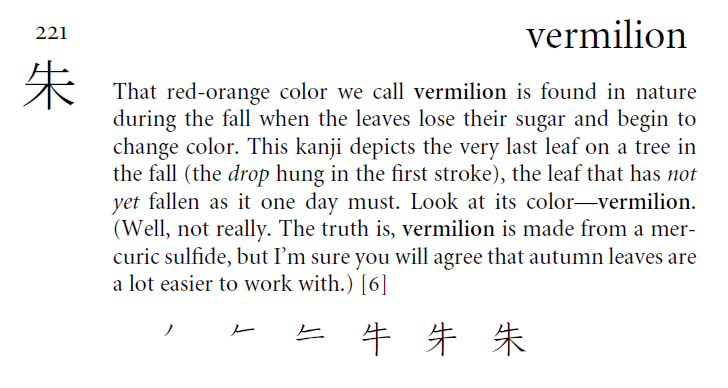 221
vermilion
朱
That red-orange color we call vermilion is found in nature
during the fall when the leaves lose their sugar and begin to
change color. This kanji depicts the very last leaf on a tree in
the fall (the drop hung in the first stroke), the leaf that has not
yet fallen as it one day must. Look at its color—vermilion.
(Well, not really. The truth is, vermilion is made from a mer-
curic sulfide, but I’m sure you will agree that autumn leaves are
a lot easier to work with.) [6]
㇒ 𠂉 𠂒 牛 㐄 朱